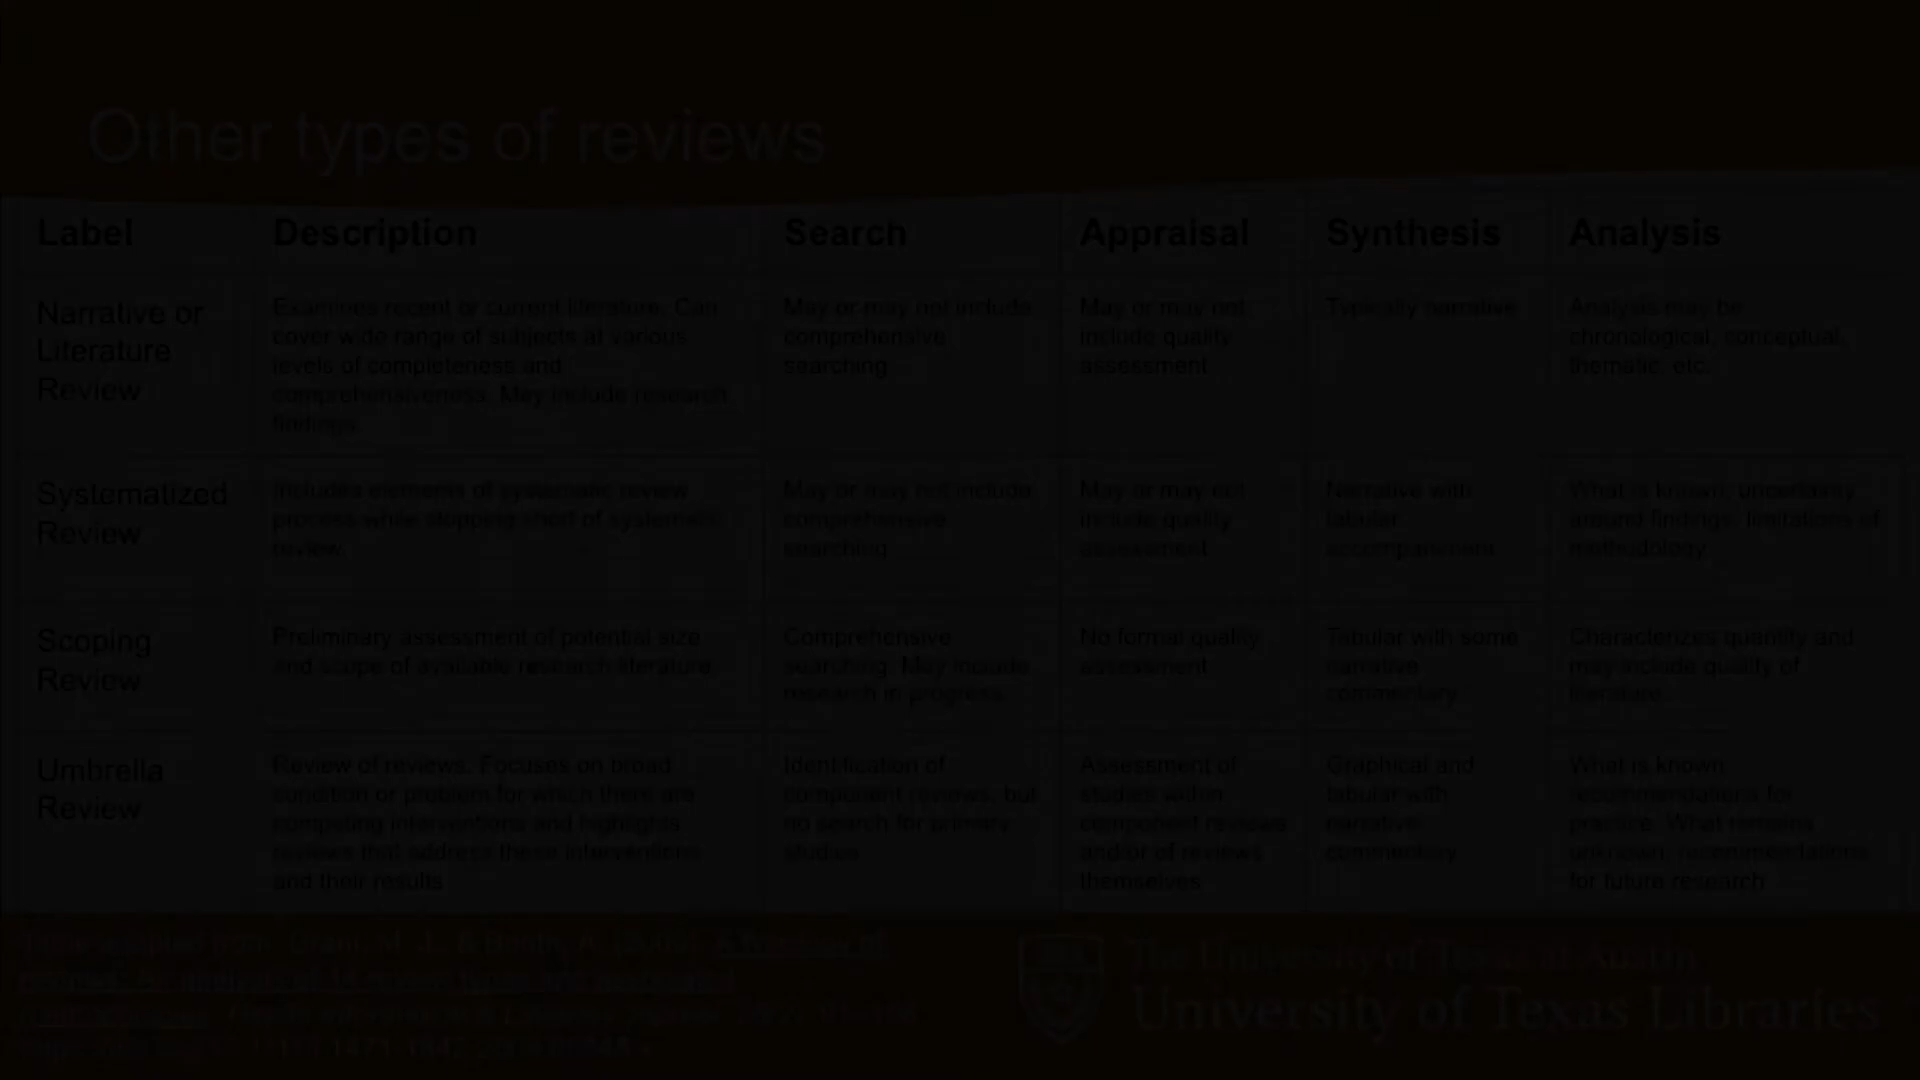 Other types of reviews
Label Description Search Appraisal Synthesis Analysis
Narrative or
Literature
Review
Examines recent or current literature. Can
cover wide range of subjects at various
levels of completeness and
comprehensiveness. May include research
findings.
May or may not include
comprehensive
searching
May or may not
include quality
assessment
Typically narrative
Analysis may be
chronological, conceptual,
thematic, etc.
Systematized
Review
Includes elements of systematic review
process while stopping short of systematic
review.
May or may not include
comprehensive
searching
May or may not
include quality
assessment
Narrative with
tabular
accompaniment
What is known; uncertainty
around findings; limitations of
methodology
Scoping
Review
Preliminary assessment of potential size
and scope of available research literature.
Comprehensive
searching. May include
research in progress.
No formal quality
assessment
Tabular with some
narrative
commentary
Characterizes quantity and
may include quality of
literature
Umbrella
Review
Review of reviews. Focuses on broad
condition or problem for which there are
competing interventions and highlights
reviews that address these interventions
and their results
Identification of
component reviews, but
no search for primary
studies
Assessment of
studies within
component reviews
and/or of reviews
themselves
Graphical and
tabular with
narrative
commentary
What is known;
recommendations for
practice. What remains
unknown; recommendations
for future research
The University of Texas at Austin
University of Texas Libraries